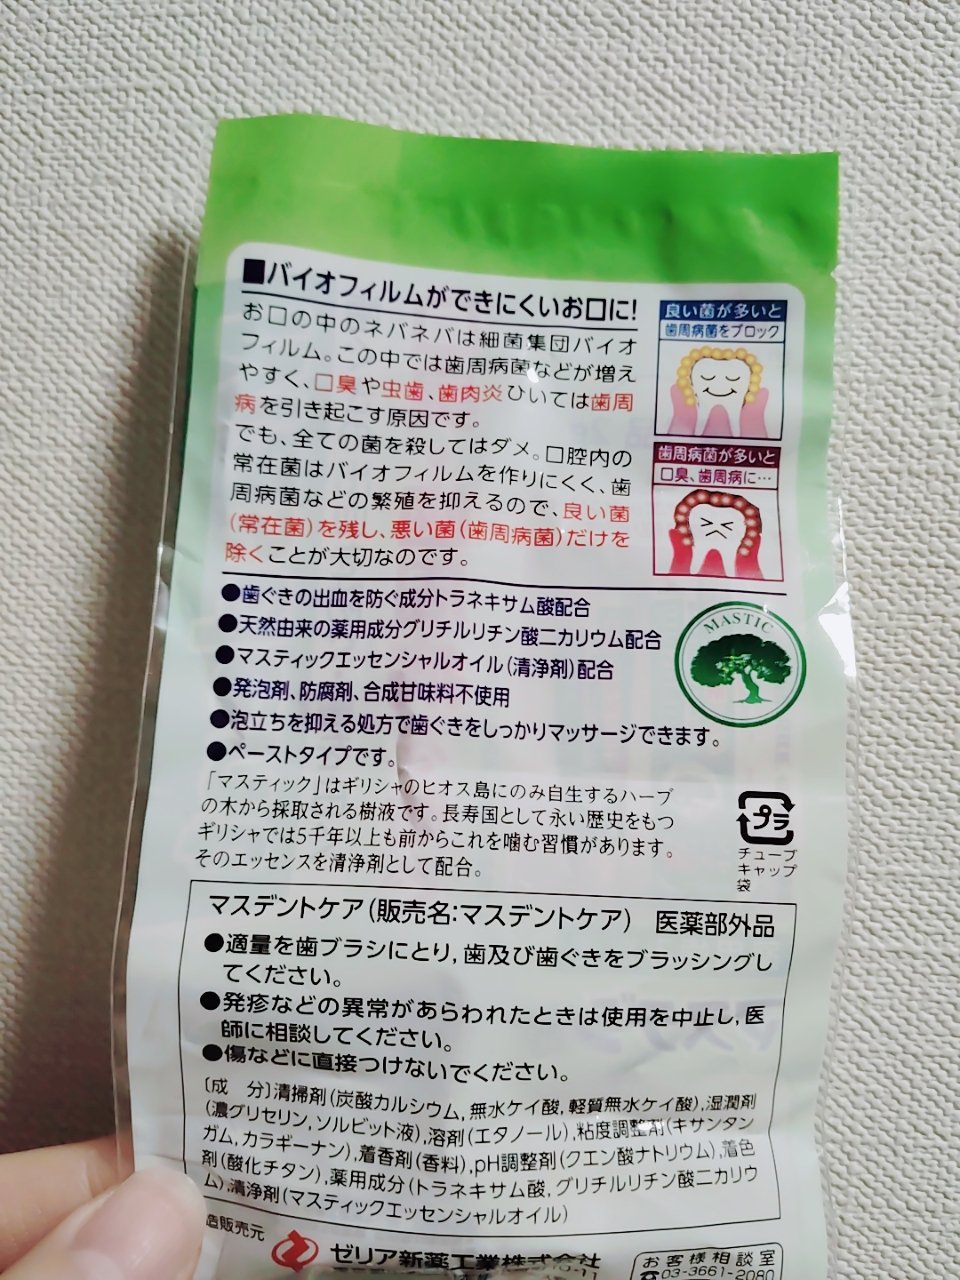 ■バイオフィルムができにくいお口に!
お口の中のネバネバは細菌集団バイオ
フィルム。この中では歯周病菌などが増え
やすく、口臭や虫歯、歯肉炎ひいては歯周
病を引き起こす原因です。
でも、全ての菌を殺してはダメ。口腔内の
常在菌はバイオフィルムを作りにくく、歯
周病菌などの繁殖を抑えるので、良い菌
(常在菌)を残し、悪い菌(歯周病菌)だけを
除くことが大切なのです。
良い菌が多いと
歯周病菌をブロック
歯周病菌が多いと
口臭、歯周病に…
●歯ぐきの出血を防ぐ成分トラネキサム酸配合
●天然由来の薬用成分グリチルリチン酸二カリウム配合
●マスティックエッセンシャルオイル(清浄剤)配合
●発泡剤、防腐剤、合成甘味料不使用
●泡立ちを抑える処方で歯ぐきをしっかりマッサージできます。
●ペーストタイプです。
MASTIC
「マスティック」はギリシャのヒオス島にのみ自生するハーブ
の木から採取される樹液です。長寿国として永い歴史をもつ
ギリシャでは5千年以上も前からこれを噛む習慣があります。
そのエッセンスを清浄剤として配合。
プラ
チューブ
キャップ
袋
マスデントケア(販売名:マスデントケア) 医薬部外品
●適量を歯ブラシにとり,歯及び歯ぐきをブラッシングし
てください。
●発疹などの異常があらわれたときは使用を中止し,医
師に相談してください。
●傷などに直接つけないでください。
〔成 分〕清掃剤(炭酸カルシウム,無水ケイ酸,軽質無水ケイ酸),湿潤剤
(濃グリセリン,ソルビット液),溶剤(エタノール),粘度調整剤(キサンタン
ガム,カラギーナン),着香剤(香料),pH調整剤(クエン酸ナトリウム),着色
剤(酸化チタン),薬用成分(トラネキサム酸,グリチルリチン酸二カリウ
ム),清浄剤(マスティックエッセンシャルオイル)
造販売元
ゼリア新薬工業株式会社
お客様相談室
☎03-3661-2080